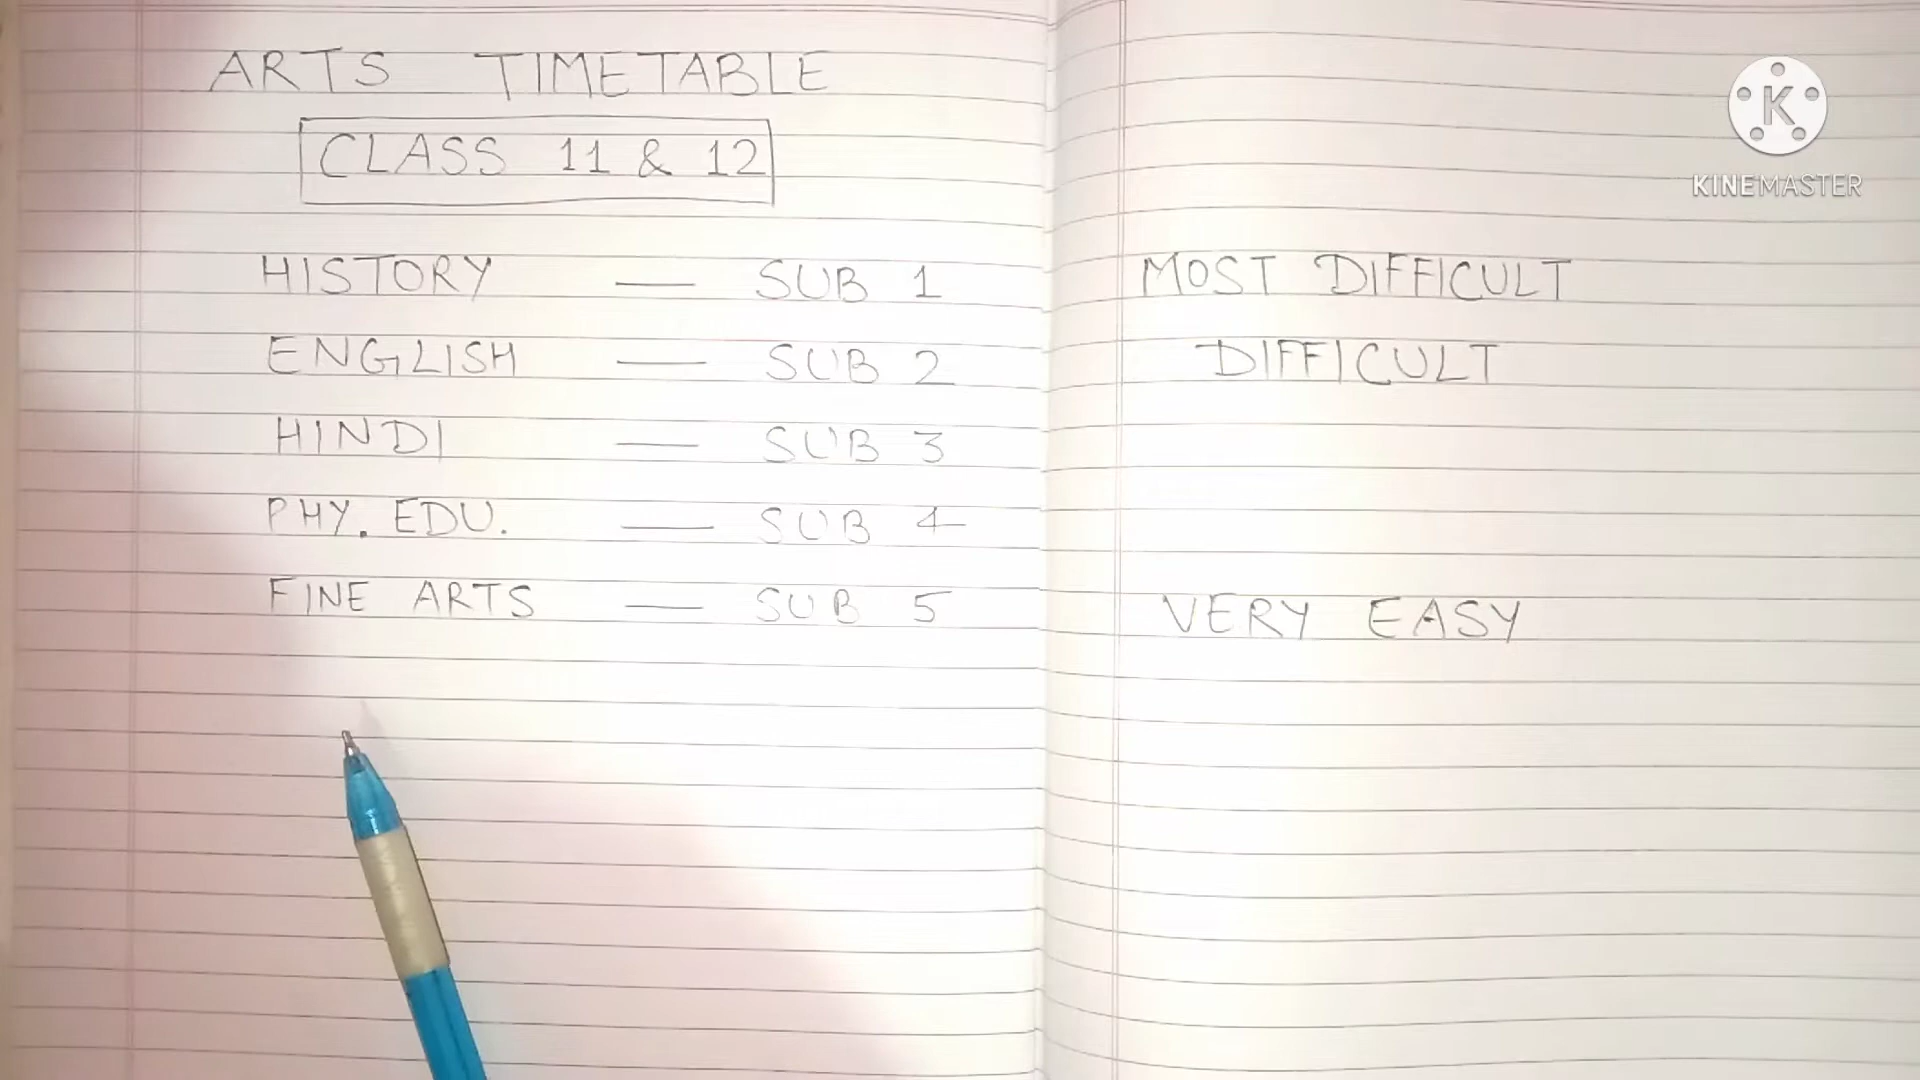 ARTS TIMETABLE
CLASS 11 & 12
HISTORY — SUB 1 MOST DIFFICULT
ENGLISH — SUB 2 DIFFICULT
HINDI — SUB 3
PHY. EDU. — SUB 4
FINE ARTS — SUB 5 VERY EASY
K
KINEMASTER